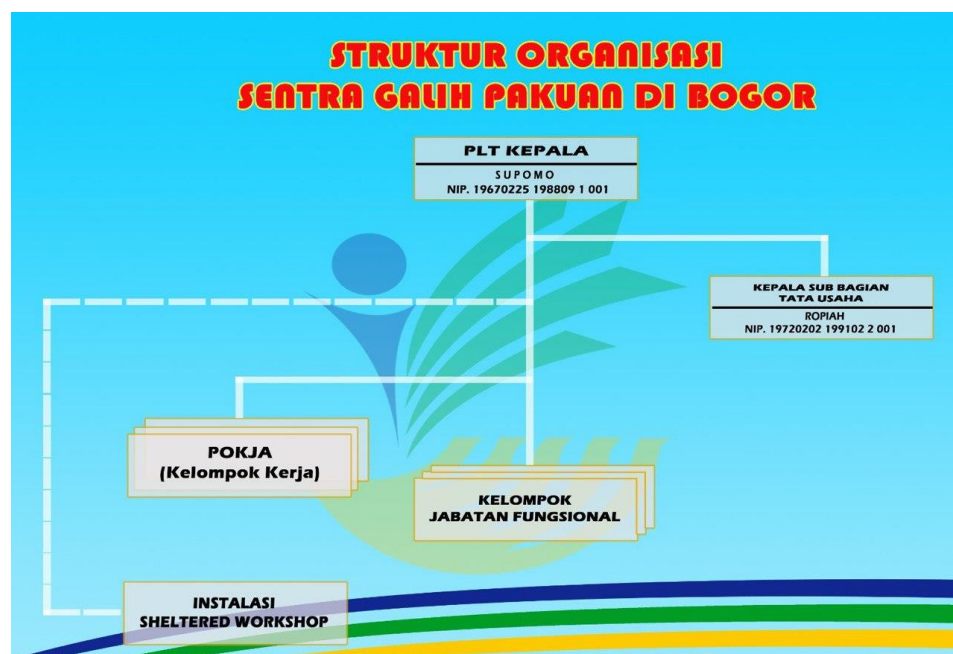 STRUKTUR ORGANISASI
SENTRA GALIH PAKUAN DI BOGOR
PLT KEPALA
SUPOMO
NIP. 19670225 198809 1 001
KEPALA SUB BAGIAN
TATA USAHA
ROPIAH
NIP. 19720202 199102 2 001
POKJA
(Kelompok Kerja)
KELOMPOK
JABATAN FUNGSIONAL
INSTALASI
SHELTERED WORKSHOP